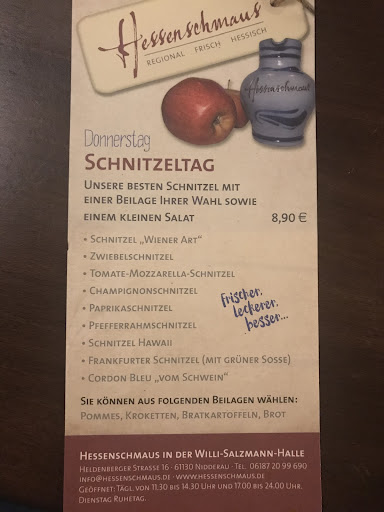 Hessenschmaus
REGIONAL FRISCH HESSISCH
Hessenschmaus
Donnerstag
SCHNITZELTAG
UNSERE BESTEN SCHNITZEL MIT
EINER BEILAGE IHRER WAHL SOWIE
EINEM KLEINEN SALAT 8,90 €
• SCHNITZEL „WIENER ART“
• ZWIEBELSCHNITZEL
• TOMATE-MOZZARELLA-SCHNITZEL
• CHAMPIGNONSCHNITZEL
• PAPRIKASCHNITZEL
• PFEFFERRAHMSCHNITZEL
• SCHNITZEL HAWAII
• FRANKFURTER SCHNITZEL (MIT GRÜNER SOSSE)
• CORDON BLEU „VOM SCHWEIN“
frischer.
leckerer.
besser...
SIE KÖNNEN AUS FOLGENDEN BEILAGEN WÄHLEN:
POMMES, KROKETTEN, BRATKARTOFFELN, BROT
HESSENSCHMAUS IN DER WILLI-SALZMANN-HALLE
HELDENBERGER STRASSE 16 · 61130 NIDDERAU · TEL. 06187 20 99 690
INFO@HESSENSCHMAUS.DE · WWW.HESSENSCHMAUS.DE
GEÖFFNET: TÄGL. VON 11.30 BIS 14.30 UHR UND 17.00 BIS 24.00 UHR.
DIENSTAG RUHETAG.